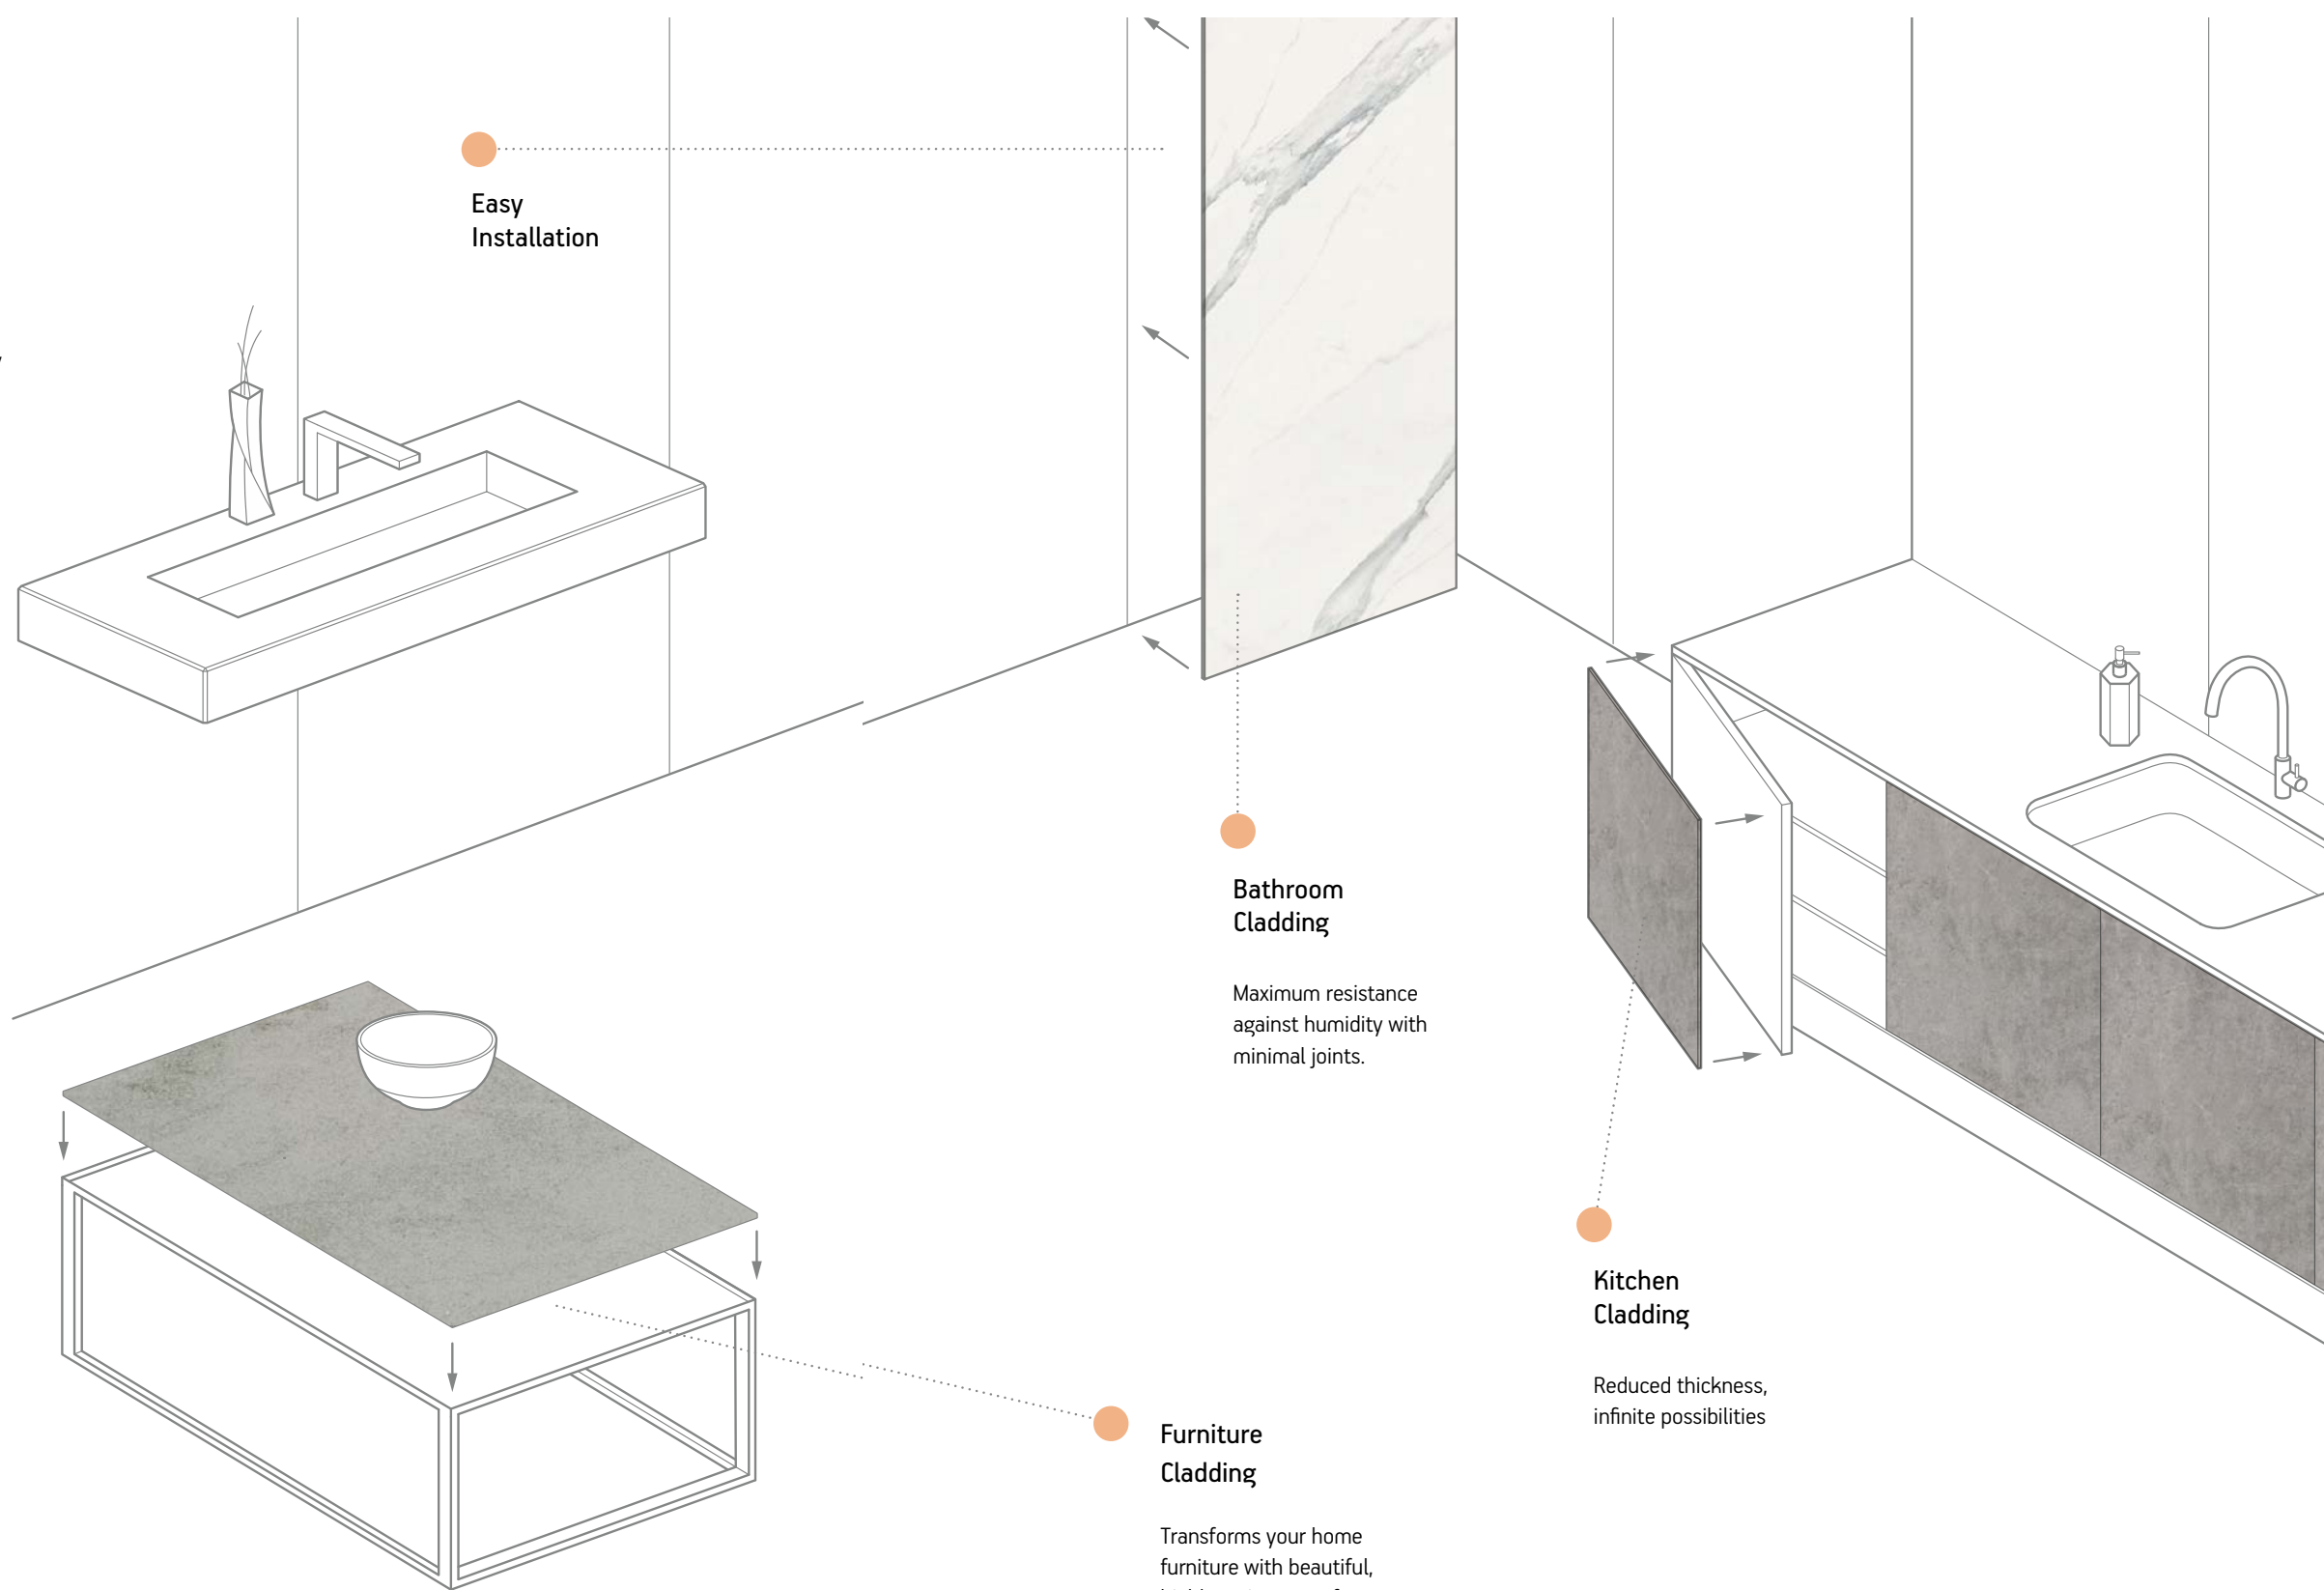 Easy
Installation
Bathroom
Cladding
Maximum resistance
against humidity with
minimal joints.
Kitchen
Cladding
Reduced thickness,
infinite possibilities
Furniture
Cladding
Transforms your home
furniture with beautiful,